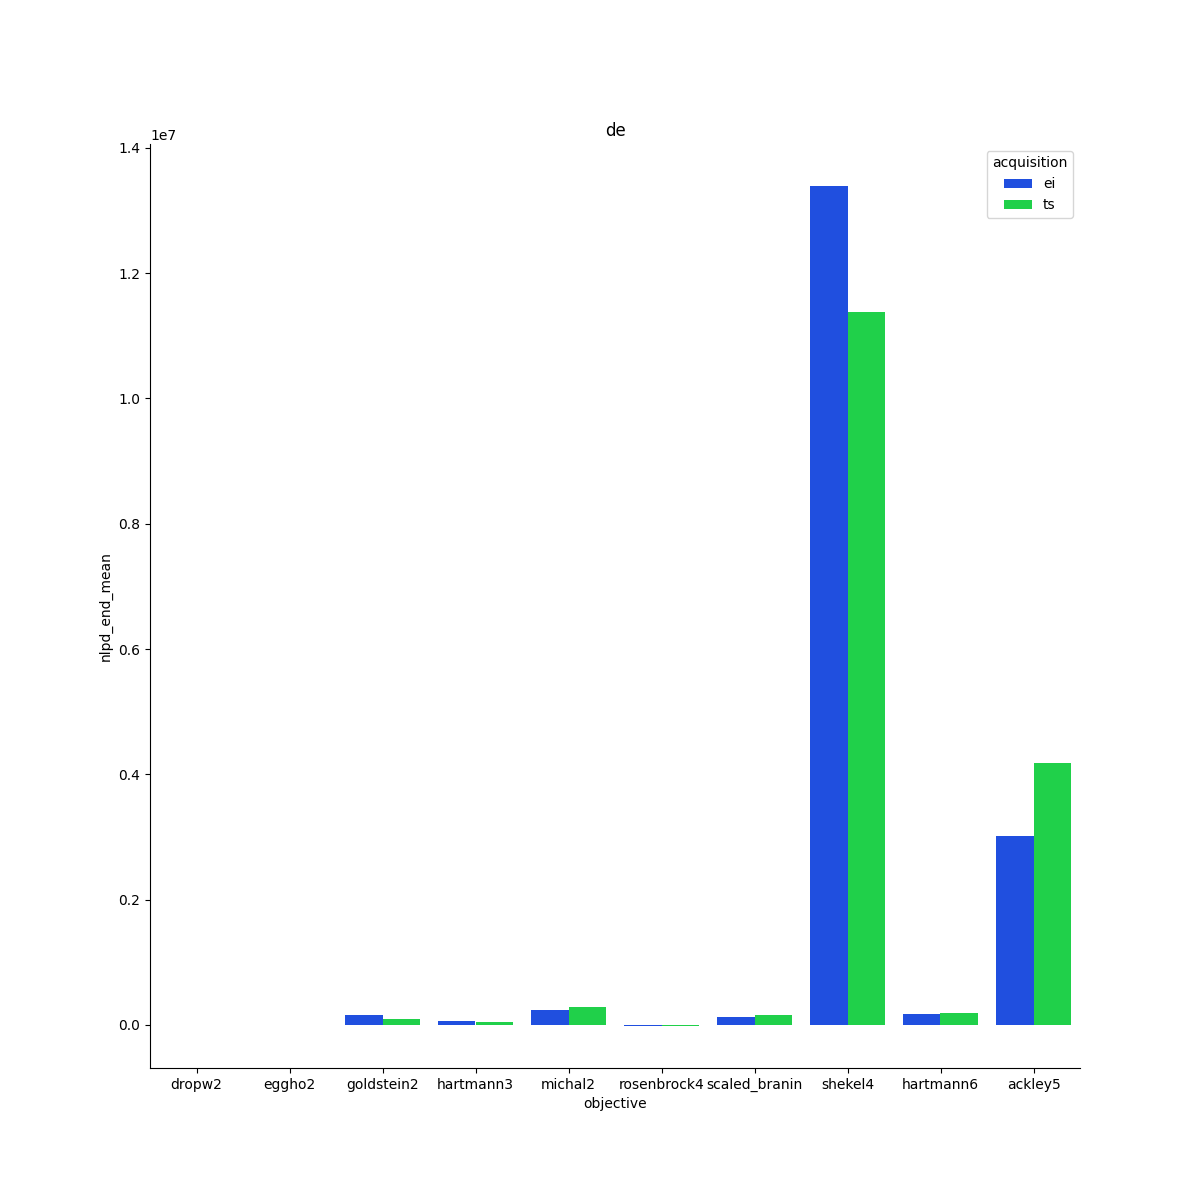 de
1e7
1.4
1.2
1.0
0.8
0.6
0.4
0.2
0.0
nlpd_end_mean
acquisition
ei
ts
dropw2 eggho2 goldstein2 hartmann3 michal2 rosenbrock4 scaled_branin shekel4 hartmann6 ackley5
objective